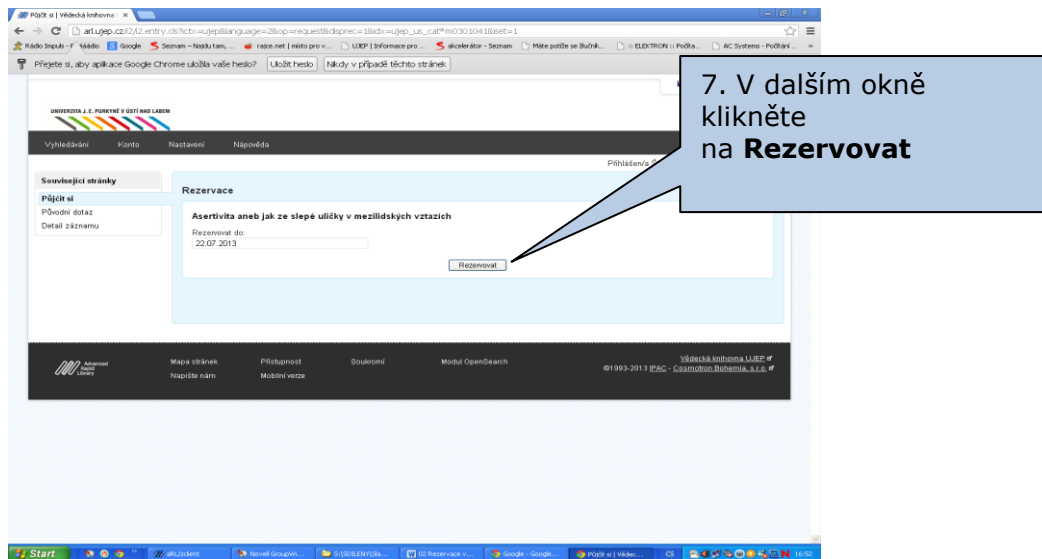 Půjčit si | Vědecká knihovna
arl.ujep.cz/l2/l2.entry.cls?ictx=ujep&language=2&op=request&disprec=1&idx=ujep_us_cat*m0301041&iset=1
Google Seznam – Najdu tam, ... rajce.net | místo pro v... UJEP | Informace pro ... akcelerátor - Seznam Máte potíže se žlučník... :: ELEKTRON :: Počíta... AC Systems - Počítání ...
Přejete si, aby aplikace Google Chrome uložila vaše heslo? Uložit heslo Nikdy v případě těchto stránek
7. V dalším okně
klikněte
na Rezervovat
UNIVERZITA J. E. PURKYNĚ V ÚSTÍ NAD LABEM
Vyhledávání Konto Nastavení Nápověda
Přihlášen/a
Související stránky
Půjčit si
Původní dotaz
Detail záznamu
Rezervace
Asertivita aneb jak ze slepé uličky v mezilidských vztazích
Rezervovat do:
22.07.2013
Rezervovat
Advanced
Rapid
Library
Mapa stránek Přístupnost Soukromí Modul OpenSearch
Napište nám Mobilní verze
Vědecká knihovna UJEP
©1993-2013 IPAC - Cosmotron Bohemia, s.r.o.
Start aRL/zclient Novell GroupWi... 02 Rezervace v... Google - Google... Půjčit si | Vědec... CS 16:52